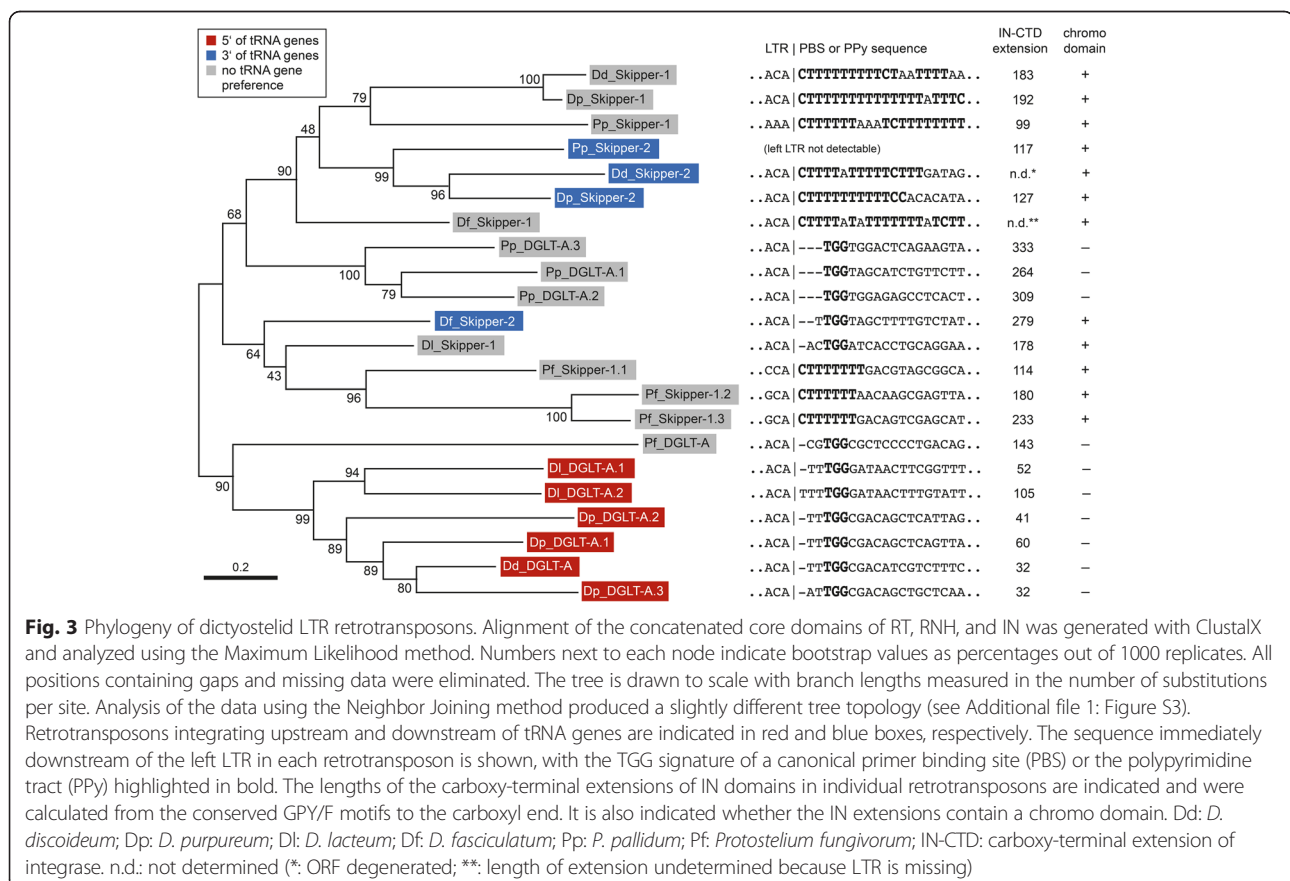 5' of tRNA genes
3' of tRNA genes
no tRNA gene
preference
LTR | PBS or PPy sequence
IN-CTD
extension
chromo
domain
Dd_Skipper-1 ..ACA|CTTTTTTTTTCTAATTTTAA.. 183 +
Dp_Skipper-1 ..ACA|CTTTTTTTTTTTTTTATTTC.. 192 +
Pp_Skipper-1 ..AAA|CTTTTTTAAATCTTTTTTTT.. 99 +
Pp_Skipper-2 (left LTR not detectable) 117 +
Dd_Skipper-2 ..ACA|CTTTTATTTTTCTTTGATAG.. n.d.* +
Dp_Skipper-2 ..ACA|CTTTTTTTTTTCCACACATA.. 127 +
Df_Skipper-1 ..ACA|CTTTTATATTTTTTTATCTT.. n.d.** +
Pp_DGLT-A.3 ..ACA|---TGGTGGACTCAGAAGTA.. 333 –
Pp_DGLT-A.1 ..ACA|---TGGTAGCATCTGTTCTT.. 264 –
Pp_DGLT-A.2 ..ACA|---TGGTGGAGAGCCTCACT.. 309 –
Df_Skipper-2 ..ACA|--TTGGTAGCTTTTGTCTAT.. 279 +
Dl_Skipper-1 ..ACA|-ACTGGATCACCTGCAGGAA.. 178 +
Pf_Skipper-1.1 ..CCA|CTTTTTTTGACGTAGCGGCA.. 114 +
Pf_Skipper-1.2 ..GCA|CTTTTTTAACAAGCGAGTTA.. 180 +
Pf_Skipper-1.3 ..GCA|CTTTTTTGACAGTCGAGCAT.. 233 +
Pf_DGLT-A ..ACA|-CGTGGCGCTCCCCTGACAG.. 143 –
Dl_DGLT-A.1 ..ACA|-TTTGGGATAACTTCGGTTT.. 52 –
Dl_DGLT-A.2 ..ACA|TTTTGGGATAACTTTGTATT.. 105 –
Dp_DGLT-A.2 ..ACA|-TTTGGCGACAGCTCATTAG.. 41 –
Dp_DGLT-A.1 ..ACA|-TTTGGCGACAGCTCAGTTA.. 60 –
Dd_DGLT-A ..ACA|-TTTGGCGACATCGTCTTTC.. 32 –
Dp_DGLT-A.3 ..ACA|-ATTGGCGACAGCTGCTCAA.. 32 –
100
79
48
99
96
90
68
100
79
64
43
96
100
90
94
99
89
89
80
0.2
Fig. 3 Phylogeny of dictyostelid LTR retrotransposons. Alignment of the concatenated core domains of RT, RNH, and IN was generated with ClustalX
and analyzed using the Maximum Likelihood method. Numbers next to each node indicate bootstrap values as percentages out of 1000 replicates. All
positions containing gaps and missing data were eliminated. The tree is drawn to scale with branch lengths measured in the number of substitutions
per site. Analysis of the data using the Neighbor Joining method produced a slightly different tree topology (see Additional file 1: Figure S3).
Retrotransposons integrating upstream and downstream of tRNA genes are indicated in red and blue boxes, respectively. The sequence immediately
downstream of the left LTR in each retrotransposon is shown, with the TGG signature of a canonical primer binding site (PBS) or the polypyrimidine
tract (PPy) highlighted in bold. The lengths of the carboxy-terminal extensions of IN domains in individual retrotransposons are indicated and were
calculated from the conserved GPY/F motifs to the carboxyl end. It is also indicated whether the IN extensions contain a chromo domain. Dd: D.
discoideum; Dp: D. purpureum; Dl: D. lacteum; Df: D. fasciculatum; Pp: P. pallidum; Pf: Protostelium fungivorum; IN-CTD: carboxy-terminal extension of
integrase. n.d.: not determined (*: ORF degenerated; **: length of extension undetermined because LTR is missing)